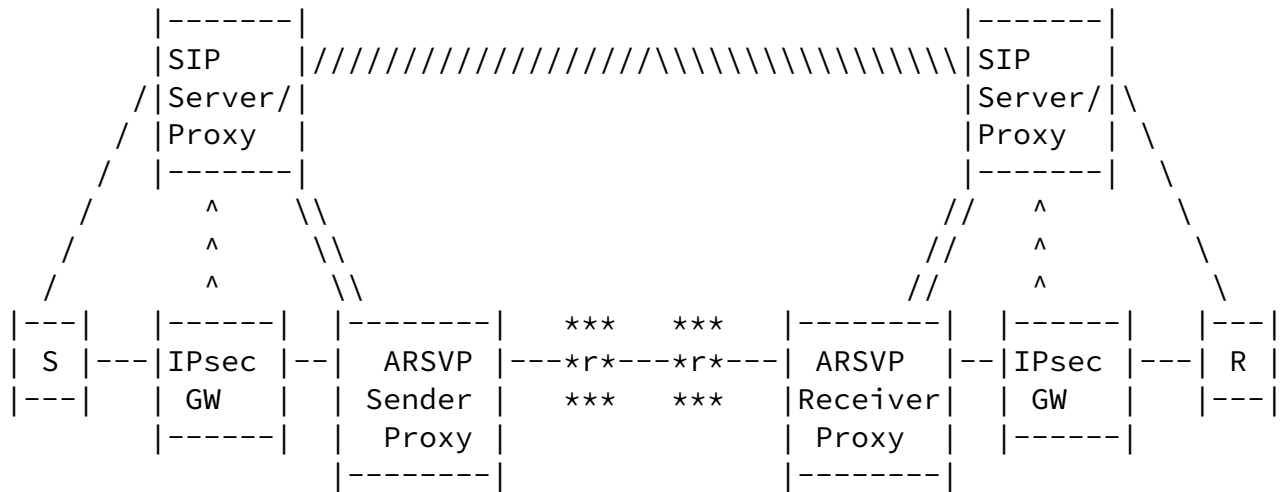 |-------|                                    |-------|
|SIP    |///////////////////\\\\\\\\\\\\\\\\\|SIP    |
/|Server/|                                    |Server/|\
/ |Proxy  |                                    |Proxy  | \
/  |-------|                                    |-------|  \
/      ^    \\                                 //   ^       \
/       ^     \\                               //    ^        \
/        ^      \\                             //     ^         \
|---|   |------|  |--------|   ***   ***   |--------|  |------|   |---|
| S |---|IPsec |--|  ARSVP |---*r*---*r*---| ARSVP  |--|IPsec |---| R |
|---|   | GW   |  | Sender |   ***   ***   |Receiver|  | GW   |   |---|
|------|  |  Proxy |                 | Proxy  |  |------|
|--------|                 |--------|